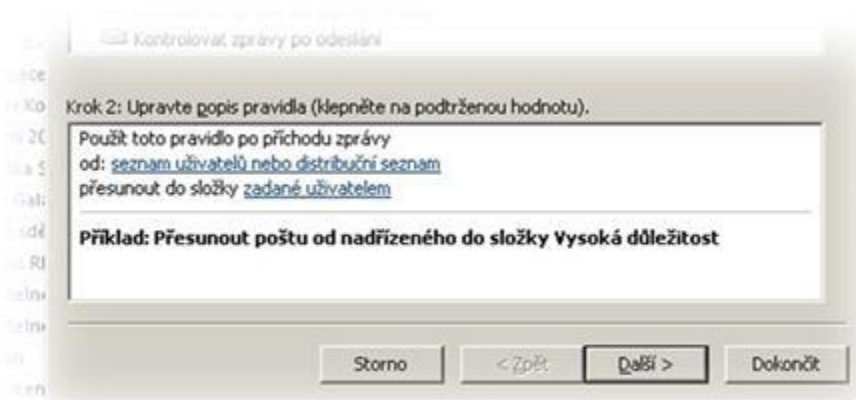 Kontrolovat zprávy po odeslání
Krok 2: Upravte popis pravidla (klepněte na podtrženou hodnotu).
Použít toto pravidlo po příchodu zprávy
od: seznam uživatelů nebo distribuční seznam
přesunout do složky zadané uživatelem
Příklad: Přesunout poštu od nadřízeného do složky Vysoká důležitost
Storno
< Zpět
Další >
Dokončit